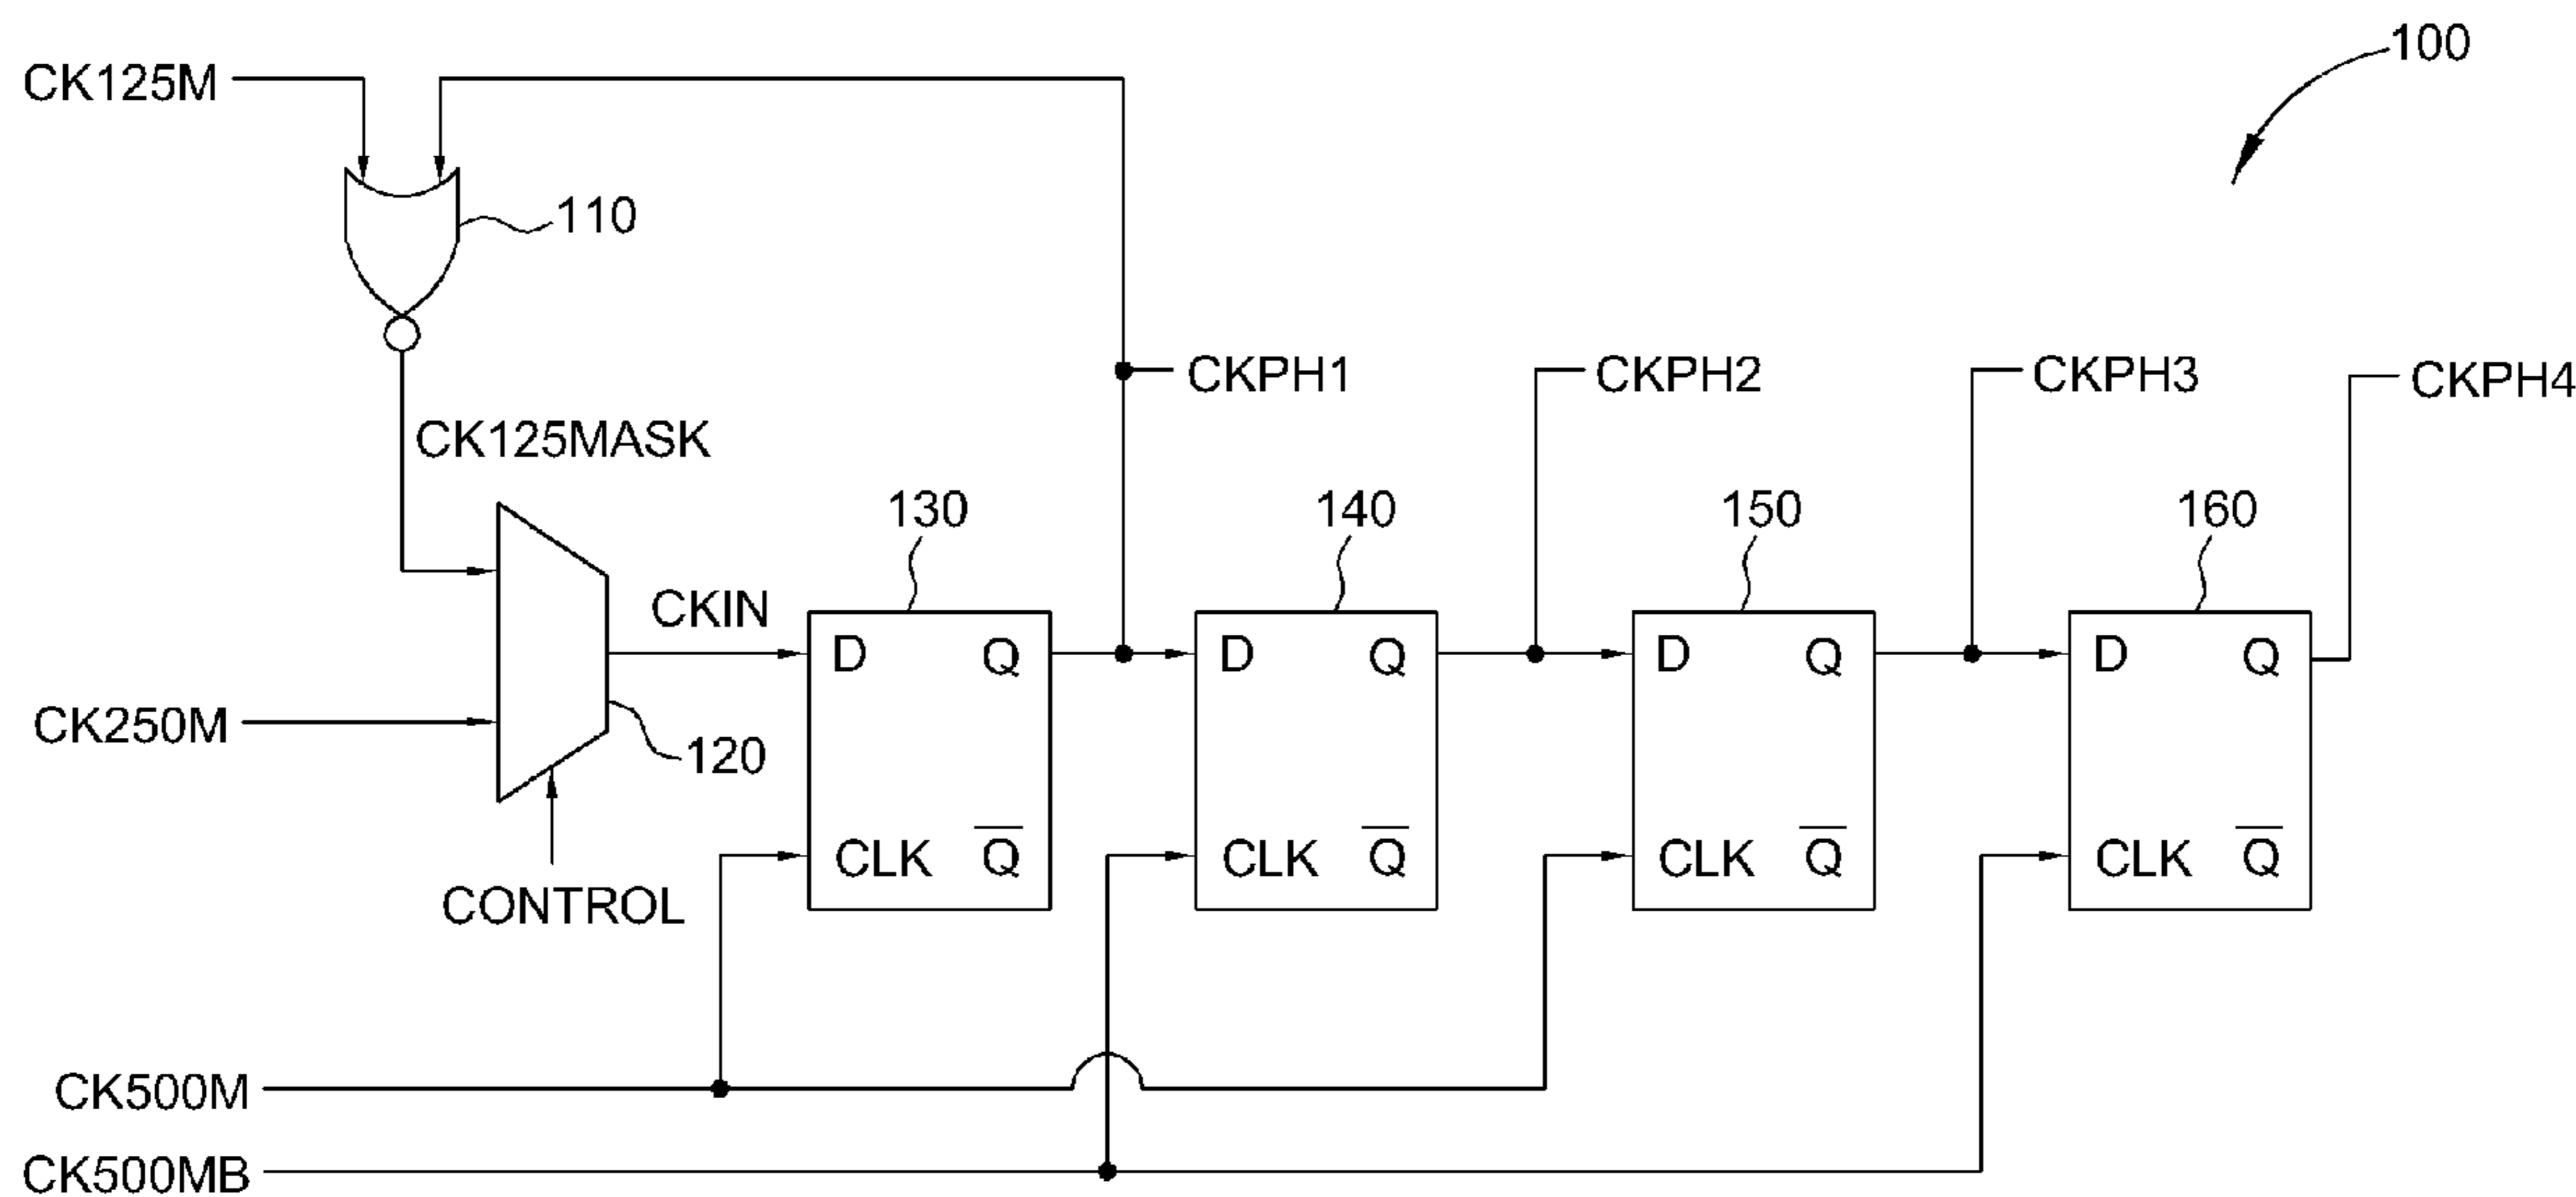 100
CK125M
110
CKPH1
CKPH2
CKPH3
CKPH4
CK125MASK
130
140
150
160
CKIN
D Q
D Q
D Q
D Q
CK250M
120
CLK Q̅
CLK Q̅
CLK Q̅
CLK Q̅
CONTROL
CK500M
CK500MB